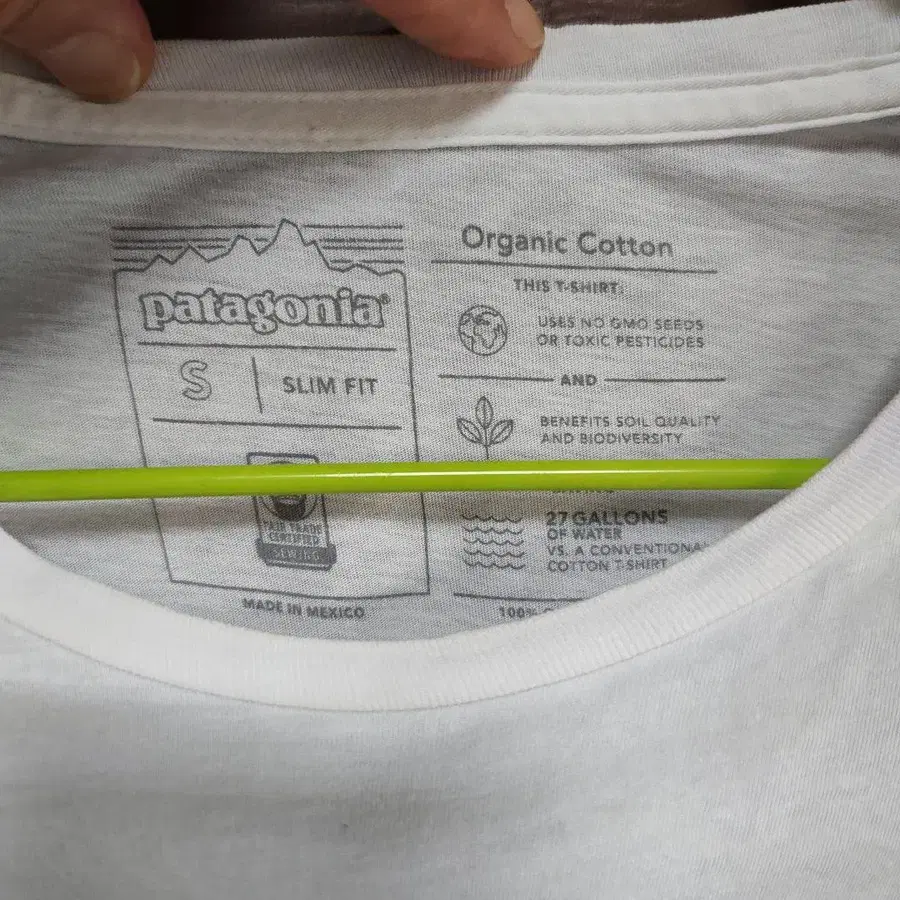 patagonia®
S
SLIM FIT
FAIR TRADE
CERTIFIED
SEWING
MADE IN MEXICO
Organic Cotton
THIS T-SHIRT:
USES NO GMO SEEDS
OR TOXIC PESTICIDES
AND
BENEFITS SOIL QUALITY
AND BIODIVERSITY
27 GALLONS
OF WATER
VS. A CONVENTIONAL
COTTON T-SHIRT
100%